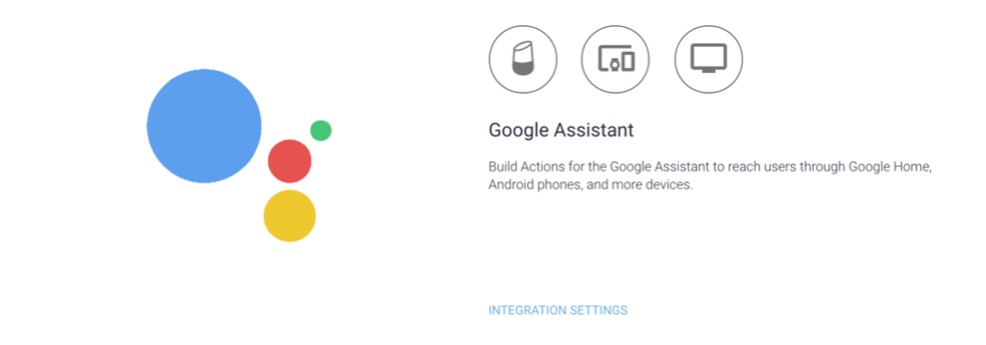 Google Assistant
Build Actions for the Google Assistant to reach users through Google Home,
Android phones, and more devices.
INTEGRATION SETTINGS